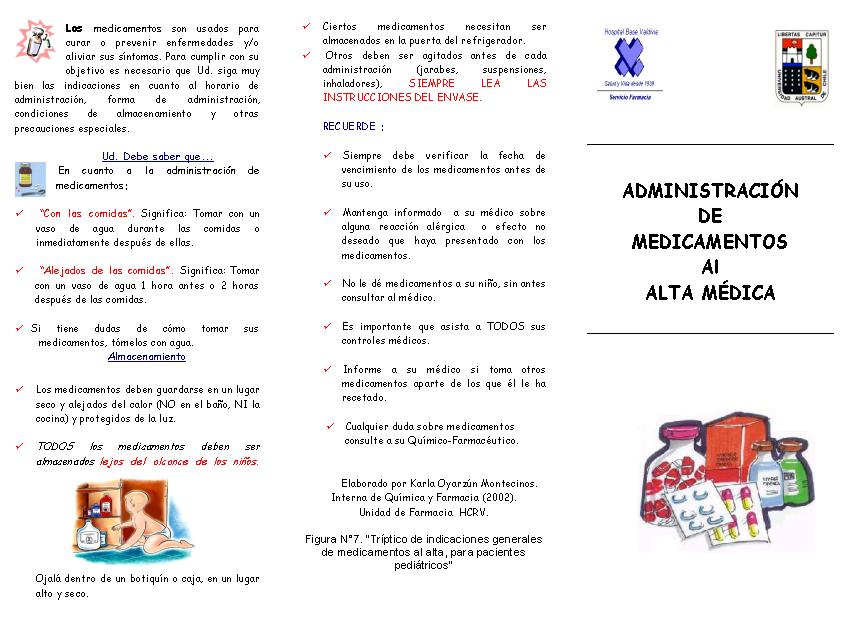 Los medicamentos son usados para
curar o prevenir enfermedades y/o
aliviar sus síntomas. Para cumplir con su
objetivo es necesario que Ud. siga muy
bien las indicaciones en cuanto al horario de
administración, forma de administración,
condiciones de almacenamiento y otras
precauciones especiales.
Ud. Debe saber que...
En cuanto a la administración de
medicamentos;
✓ "Con las comidas". Significa: Tomar con un
vaso de agua durante las comidas o
inmediatamente después de ellas.
✓ "Alejados de las comidas". Significa: Tomar
con un vaso de agua 1 hora antes o 2 horas
después de las comidas.
✓ Si tiene dudas de cómo tomar sus
medicamentos, tómelos con agua.
Almacenamiento
✓ Los medicamentos deben guardarse en un lugar
seco y alejados del calor (NO en el baño, NI la
cocina) y protegidos de la luz.
✓ TODOS los medicamentos deben ser
almacenados lejos del alcance de los niños.
Ojalá dentro de un botiquín o caja, en un lugar
alto y seco.
✓ Ciertos medicamentos necesitan ser
almacenados en la puerta del refrigerador.
✓ Otros deben ser agitados antes de cada
administración (jarabes, suspensiones,
inhaladores), SIEMPRE LEA LAS
INSTRUCCIONES DEL ENVASE.
RECUERDE ;
✓ Siempre debe verificar la fecha de
vencimiento de los medicamentos antes de
su uso.
✓ Mantenga informado a su médico sobre
alguna reacción alérgica o efecto no
deseado que haya presentado con los
medicamentos.
✓ No le dé medicamentos a su niño, sin antes
consultar al médico.
✓ Es importante que asista a TODOS sus
controles médicos.
✓ Informe a su médico si toma otros
medicamentos aparte de los que él le ha
recetado.
✓ Cualquier duda sobre medicamentos
consulte a su Químico-Farmacéutico.
Elaborado por Karla Oyarzún Montecinos.
Interna de Química y Farmacia (2002).
Unidad de Farmacia HCRV.
Figura N°7. "Tríptico de indicaciones generales
de medicamentos al alta, para pacientes
pediátricos"
Hospital Base Valdivia
Salud y Vida desde 1939
Servicio Farmacia
LIBERTAS CAPITUR
UNIVERSIDAD AUSTRAL DE CHILE
ADMINISTRACIÓN
DE
MEDICAMENTOS
Al
ALTA MÉDICA